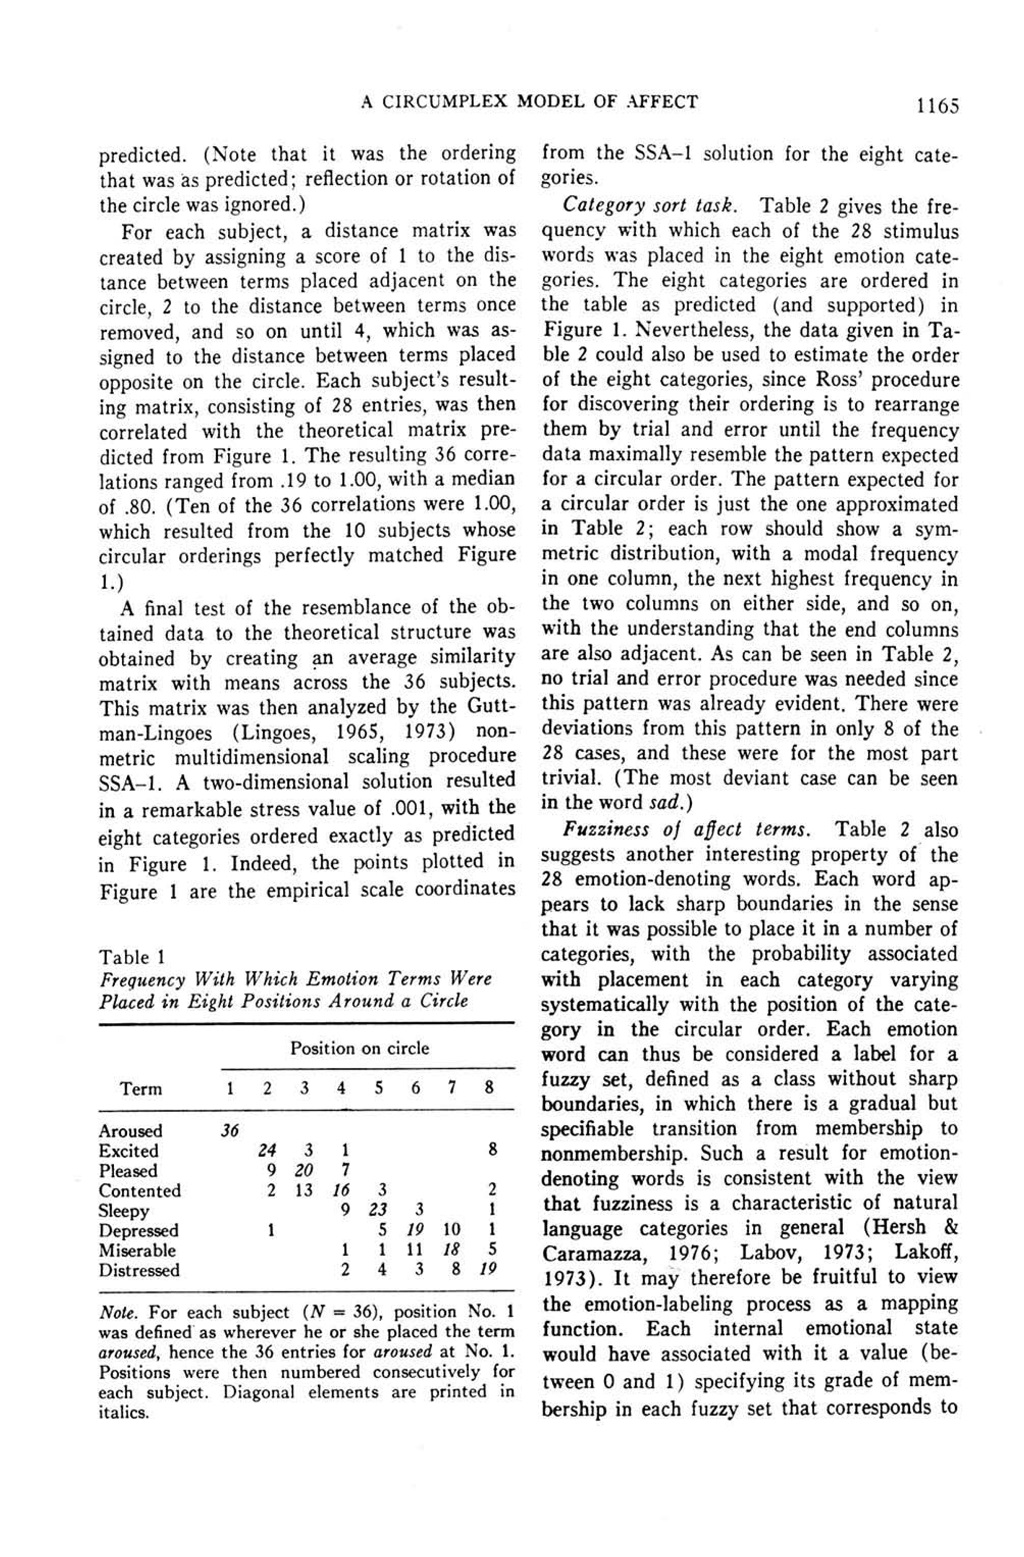 A CIRCUMPLEX MODEL OF AFFECT 1165
predicted. (Note that it was the ordering
that was as predicted; reflection or rotation of
the circle was ignored.)
For each subject, a distance matrix was
created by assigning a score of 1 to the dis-
tance between terms placed adjacent on the
circle, 2 to the distance between terms once
removed, and so on until 4, which was as-
signed to the distance between terms placed
opposite on the circle. Each subject's result-
ing matrix, consisting of 28 entries, was then
correlated with the theoretical matrix pre-
dicted from Figure 1. The resulting 36 corre-
lations ranged from .19 to 1.00, with a median
of .80. (Ten of the 36 correlations were 1.00,
which resulted from the 10 subjects whose
circular orderings perfectly matched Figure
1.)
A final test of the resemblance of the ob-
tained data to the theoretical structure was
obtained by creating an average similarity
matrix with means across the 36 subjects.
This matrix was then analyzed by the Gutt-
man-Lingoes (Lingoes, 1965, 1973) non-
metric multidimensional scaling procedure
SSA-1. A two-dimensional solution resulted
in a remarkable stress value of .001, with the
eight categories ordered exactly as predicted
in Figure 1. Indeed, the points plotted in
Figure 1 are the empirical scale coordinates
Table 1
Frequency With Which Emotion Terms Were
Placed in Eight Positions Around a Circle
Position on circle
Term 1 2 3 4 5 6 7 8
Aroused 36
Excited 24 3 1 8
Pleased 9 20 7
Contented 2 13 16 3 2
Sleepy 9 23 3 1
Depressed 1 5 19 10 1
Miserable 1 1 11 18 5
Distressed 2 4 3 8 19
Note. For each subject (N = 36), position No. 1
was defined as wherever he or she placed the term
aroused, hence the 36 entries for aroused at No. 1.
Positions were then numbered consecutively for
each subject. Diagonal elements are printed in
italics.
from the SSA-1 solution for the eight cate-
gories.
Category sort task. Table 2 gives the fre-
quency with which each of the 28 stimulus
words was placed in the eight emotion cate-
gories. The eight categories are ordered in
the table as predicted (and supported) in
Figure 1. Nevertheless, the data given in Ta-
ble 2 could also be used to estimate the order
of the eight categories, since Ross' procedure
for discovering their ordering is to rearrange
them by trial and error until the frequency
data maximally resemble the pattern expected
for a circular order. The pattern expected for
a circular order is just the one approximated
in Table 2; each row should show a sym-
metric distribution, with a modal frequency
in one column, the next highest frequency in
the two columns on either side, and so on,
with the understanding that the end columns
are also adjacent. As can be seen in Table 2,
no trial and error procedure was needed since
this pattern was already evident. There were
deviations from this pattern in only 8 of the
28 cases, and these were for the most part
trivial. (The most deviant case can be seen
in the word sad.)
Fuzziness of affect terms. Table 2 also
suggests another interesting property of the
28 emotion-denoting words. Each word ap-
pears to lack sharp boundaries in the sense
that it was possible to place it in a number of
categories, with the probability associated
with placement in each category varying
systematically with the position of the cate-
gory in the circular order. Each emotion
word can thus be considered a label for a
fuzzy set, defined as a class without sharp
boundaries, in which there is a gradual but
specifiable transition from membership to
nonmembership. Such a result for emotion-
denoting words is consistent with the view
that fuzziness is a characteristic of natural
language categories in general (Hersh &
Caramazza, 1976; Labov, 1973; Lakoff,
1973). It may therefore be fruitful to view
the emotion-labeling process as a mapping
function. Each internal emotional state
would have associated with it a value (be-
tween 0 and 1) specifying its grade of mem-
bership in each fuzzy set that corresponds to